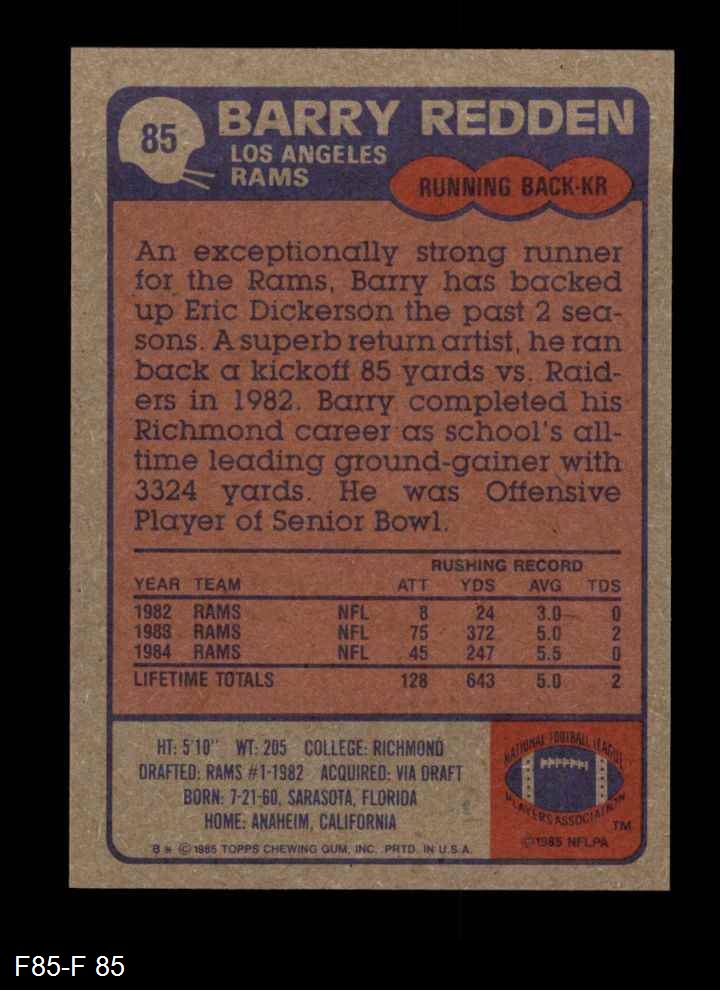 85
BARRY REDDEN
LOS ANGELES
RAMS
RUNNING BACK-KR
An exceptionally strong runner
for the Rams, Barry has backed
up Eric Dickerson the past 2 sea-
sons. A superb return artist, he ran
back a kickoff 85 yards vs. Raid-
ers in 1982. Barry completed his
Richmond career as school's all-
time leading ground-gainer with
3324 yards. He was Offensive
Player of Senior Bowl.
RUSHING RECORD
YEAR TEAM ATT YDS AVG TDS
1982 RAMS NFL 8 24 3.0 0
1983 RAMS NFL 75 372 5.0 2
1984 RAMS NFL 45 247 5.5 0
LIFETIME TOTALS 128 643 5.0 2
HT: 5'10" WT: 205 COLLEGE: RICHMOND
DRAFTED: RAMS #1-1982 ACQUIRED: VIA DRAFT
BORN: 7-21-60, SARASOTA, FLORIDA
HOME: ANAHEIM, CALIFORNIA
B * © 1985 TOPPS CHEWING GUM, INC. PRTD. IN U.S.A.
NATIONAL FOOTBALL LEAGUE
PLAYERS ASSOCIATION
TM
© 1985 NFLPA
F85-F 85